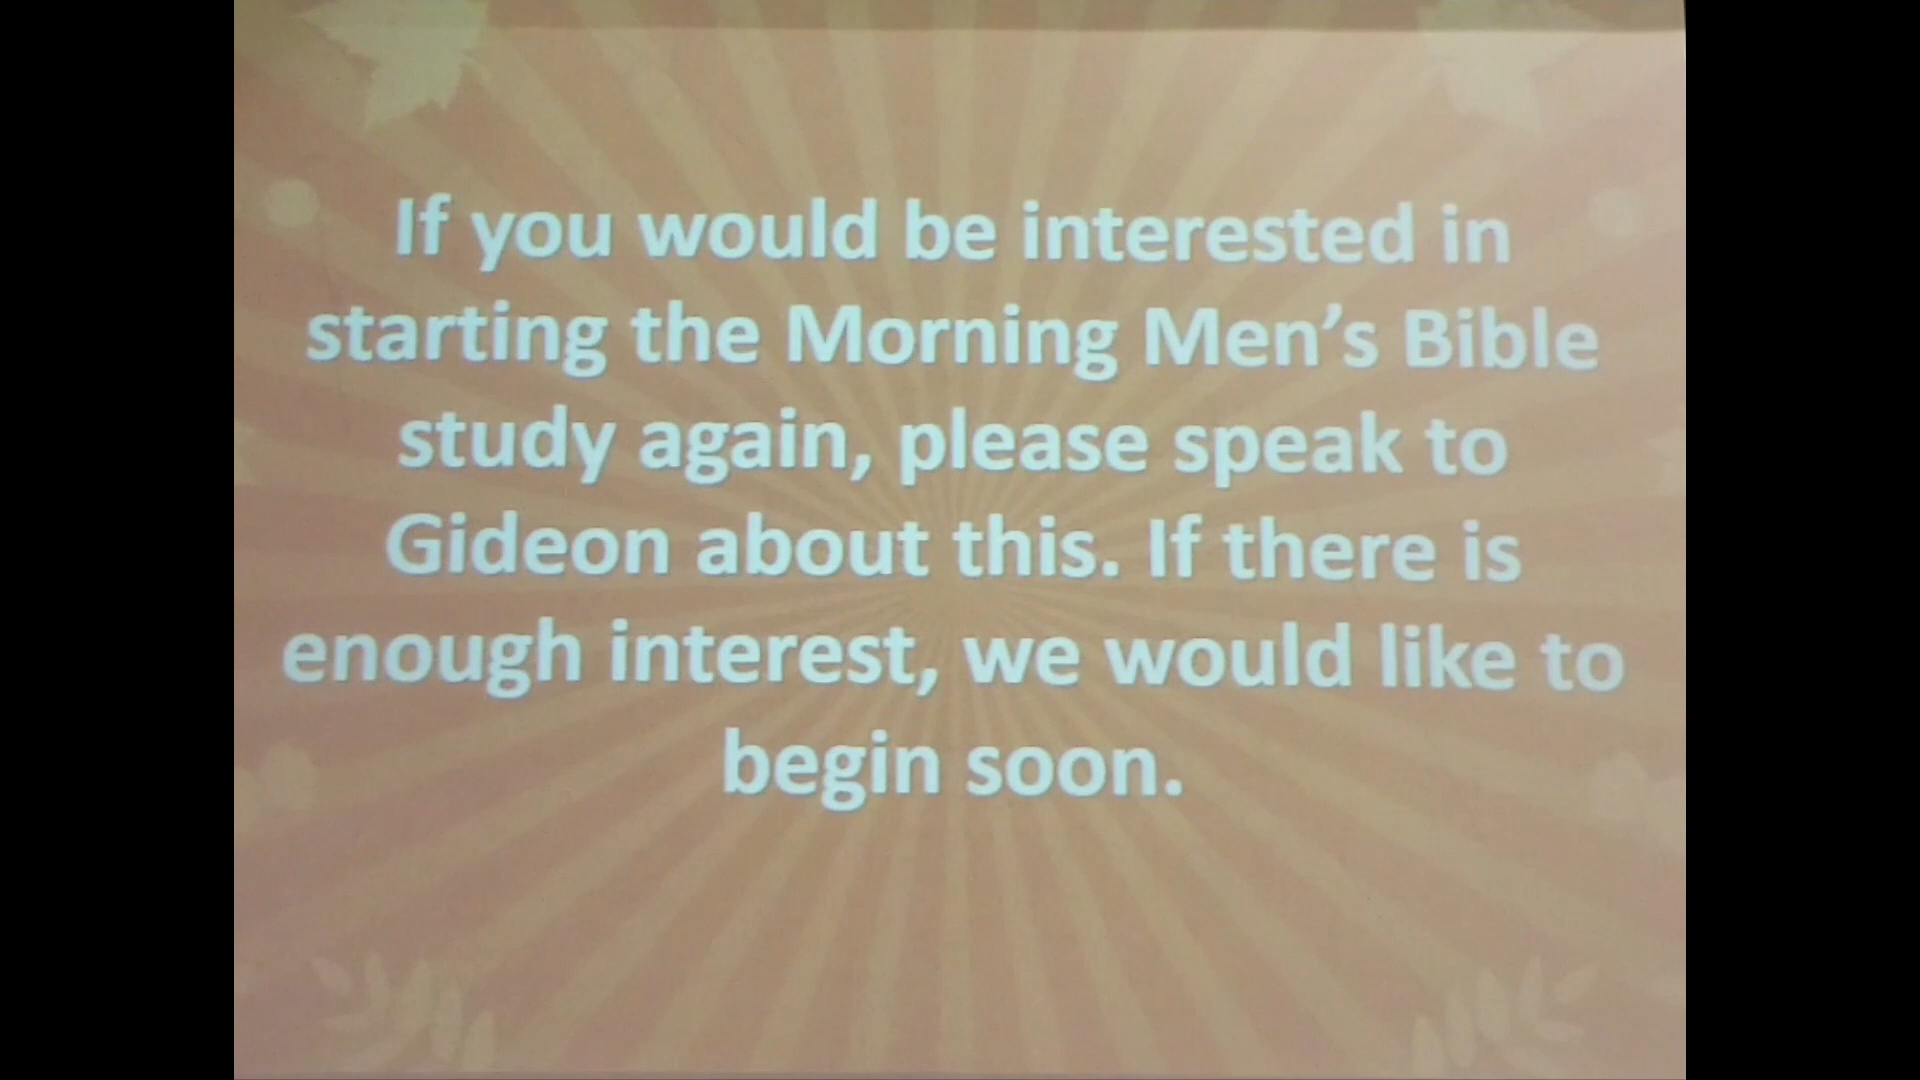 If you would be interested in
starting the Morning Men’s Bible
study again, please speak to
Gideon about this. If there is
enough interest, we would like to
begin soon.